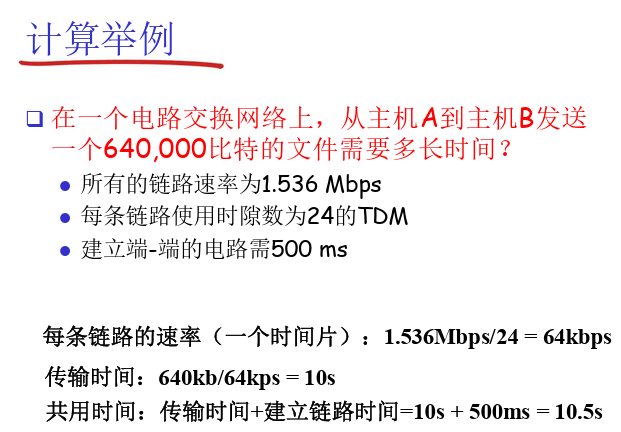 计算举例
在一个电路交换网络上，从主机A到主机B发送
一个640,000比特的文件需要多长时间？
所有的链路速率为1.536 Mbps
每条链路使用时隙数为24的TDM
建立端-端的电路需500 ms
每条链路的速率（一个时间片）：1.536Mbps/24 = 64kbps
传输时间：640kb/64kps = 10s
共用时间：传输时间+建立链路时间=10s + 500ms = 10.5s